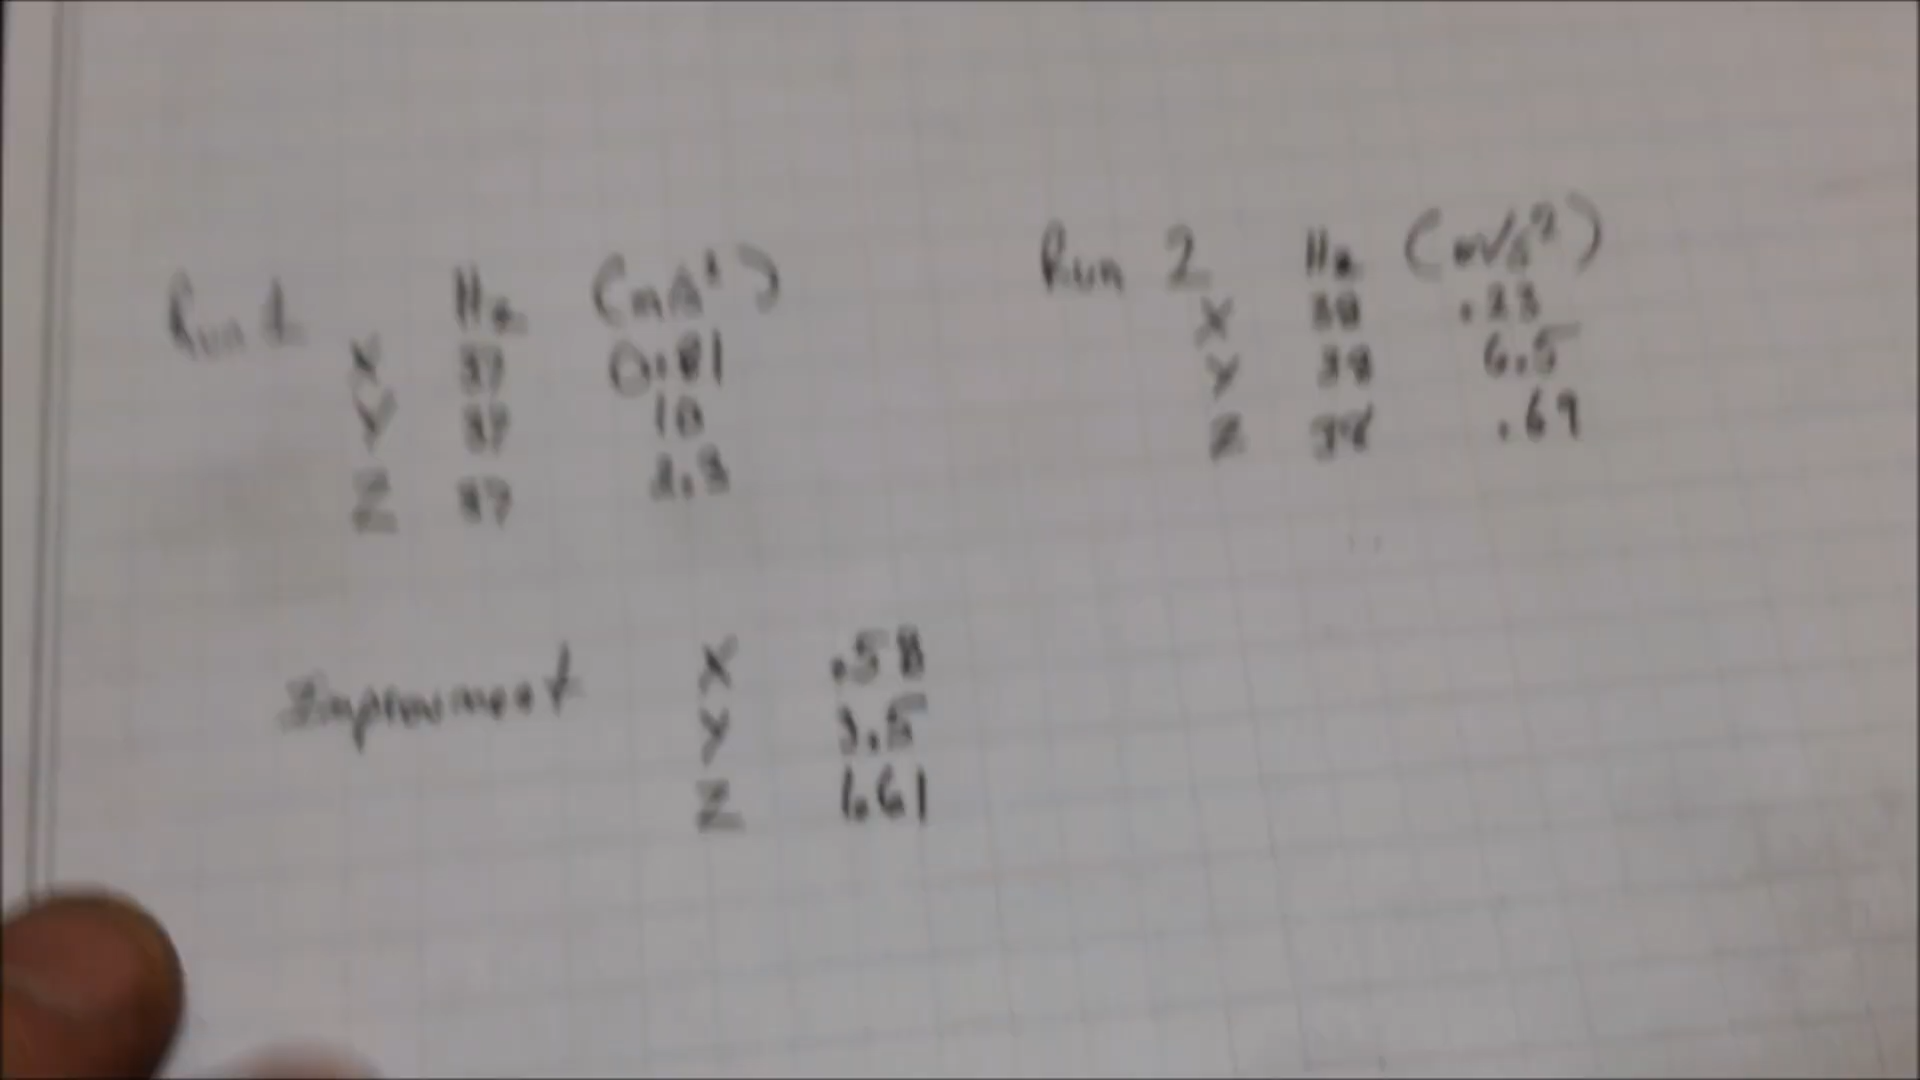 Run 1 Hz (m/s²)
X 37 0.81
Y 37 10
Z 37 2.3
Run 2 Hz (m/s²)
X 38 .23
Y 38 6.5
Z 38 .69
Improvement X .58
Y 3.5
Z 1.61